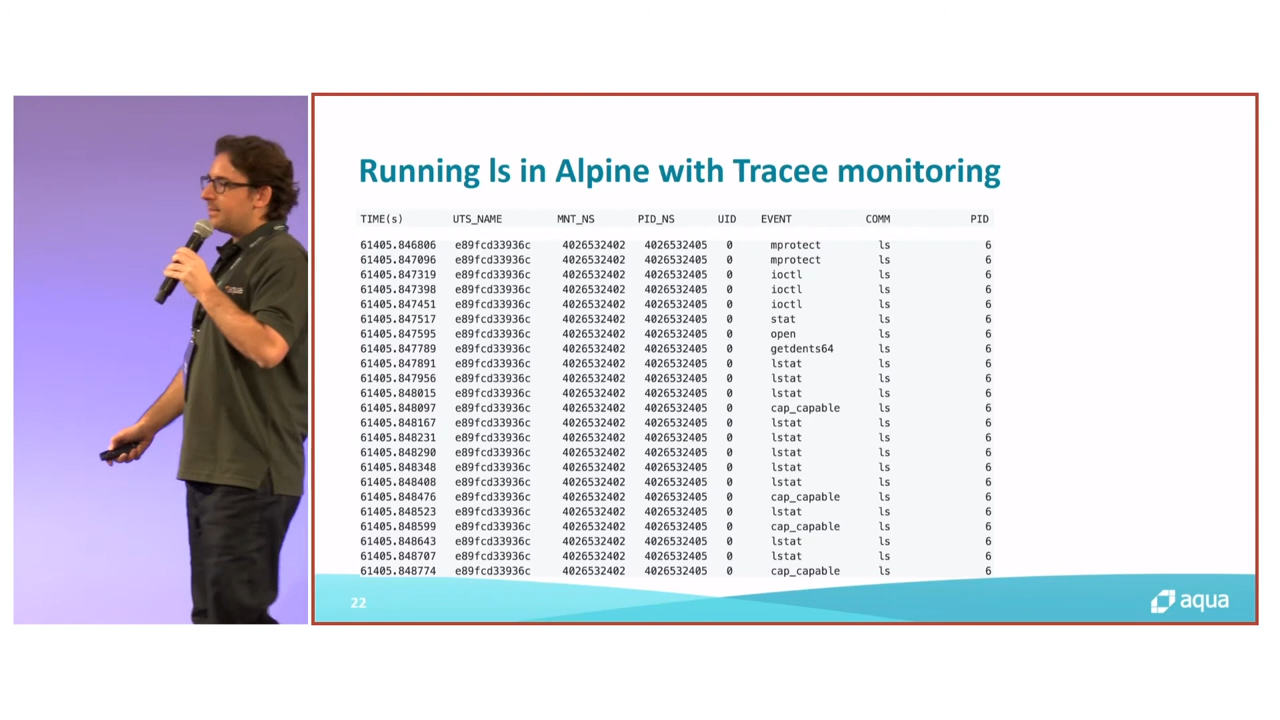 Running ls in Alpine with Tracee monitoring
TIME(s) UTS_NAME MNT_NS PID_NS UID EVENT COMM PID
61405.846806 e89fcd33936c 4026532402 4026532405 0 mprotect ls 6
61405.847096 e89fcd33936c 4026532402 4026532405 0 mprotect ls 6
61405.847319 e89fcd33936c 4026532402 4026532405 0 ioctl ls 6
61405.847398 e89fcd33936c 4026532402 4026532405 0 ioctl ls 6
61405.847451 e89fcd33936c 4026532402 4026532405 0 ioctl ls 6
61405.847517 e89fcd33936c 4026532402 4026532405 0 stat ls 6
61405.847595 e89fcd33936c 4026532402 4026532405 0 open ls 6
61405.847789 e89fcd33936c 4026532402 4026532405 0 getdents64 ls 6
61405.847891 e89fcd33936c 4026532402 4026532405 0 lstat ls 6
61405.847956 e89fcd33936c 4026532402 4026532405 0 lstat ls 6
61405.848015 e89fcd33936c 4026532402 4026532405 0 lstat ls 6
61405.848097 e89fcd33936c 4026532402 4026532405 0 cap_capable ls 6
61405.848167 e89fcd33936c 4026532402 4026532405 0 lstat ls 6
61405.848231 e89fcd33936c 4026532402 4026532405 0 lstat ls 6
61405.848290 e89fcd33936c 4026532402 4026532405 0 lstat ls 6
61405.848348 e89fcd33936c 4026532402 4026532405 0 lstat ls 6
61405.848408 e89fcd33936c 4026532402 4026532405 0 lstat ls 6
61405.848476 e89fcd33936c 4026532402 4026532405 0 cap_capable ls 6
61405.848523 e89fcd33936c 4026532402 4026532405 0 lstat ls 6
61405.848599 e89fcd33936c 4026532402 4026532405 0 cap_capable ls 6
61405.848643 e89fcd33936c 4026532402 4026532405 0 lstat ls 6
61405.848707 e89fcd33936c 4026532402 4026532405 0 lstat ls 6
61405.848774 e89fcd33936c 4026532402 4026532405 0 cap_capable ls 6
22
aqua